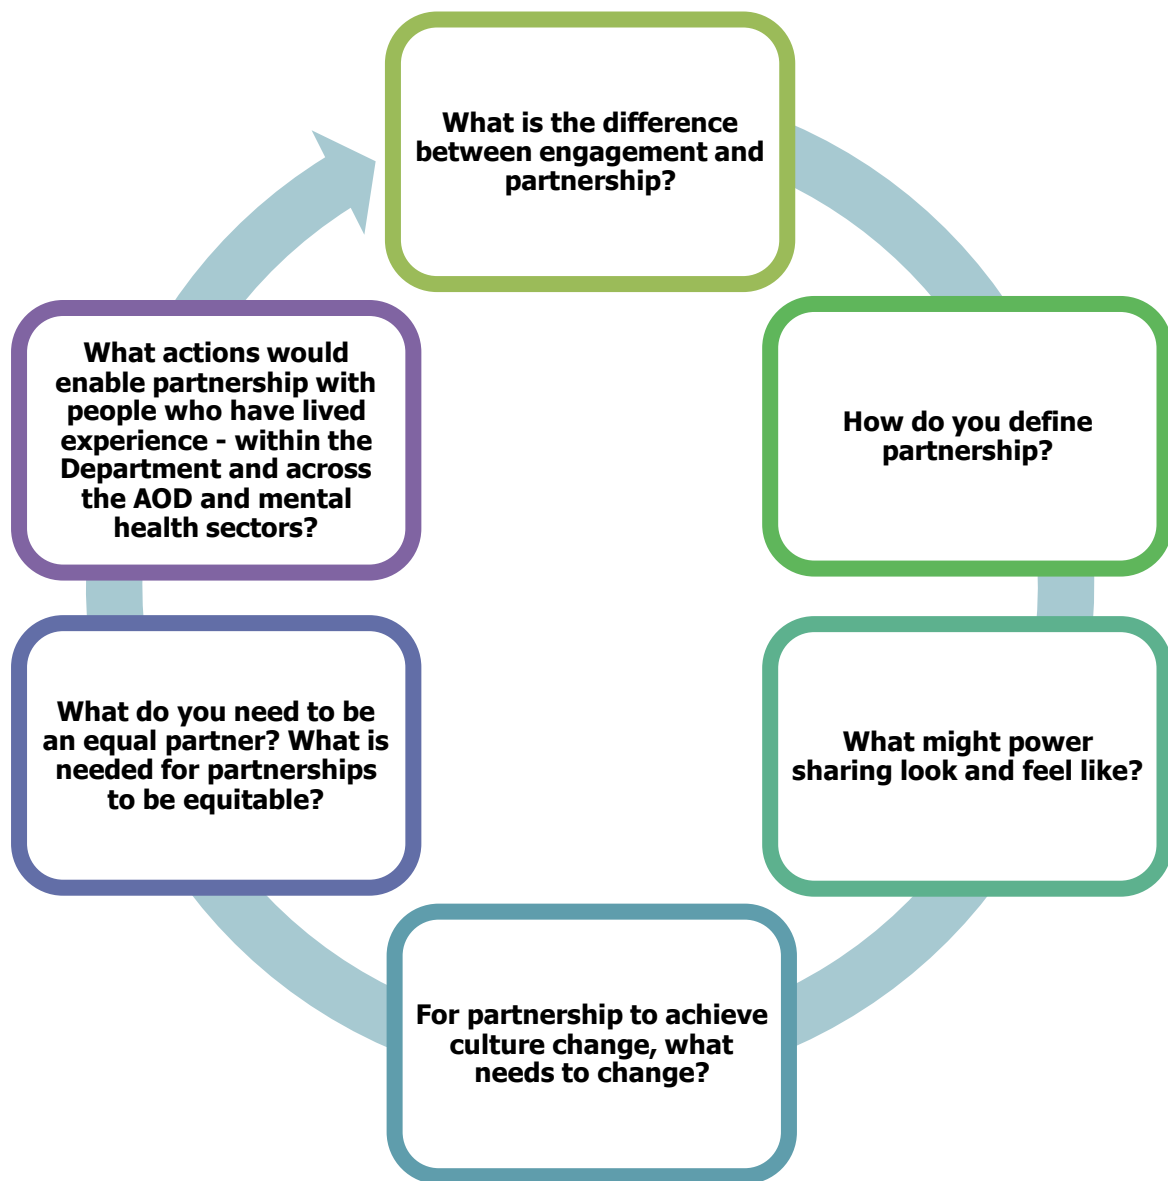 What is the difference
between engagement and
partnership?
How do you define
partnership?
What might power
sharing look and feel like?
For partnership to achieve
culture change, what
needs to change?
What do you need to be
an equal partner? What is
needed for partnerships
to be equitable?
What actions would
enable partnership with
people who have lived
experience - within the
Department and across
the AOD and mental
health sectors?